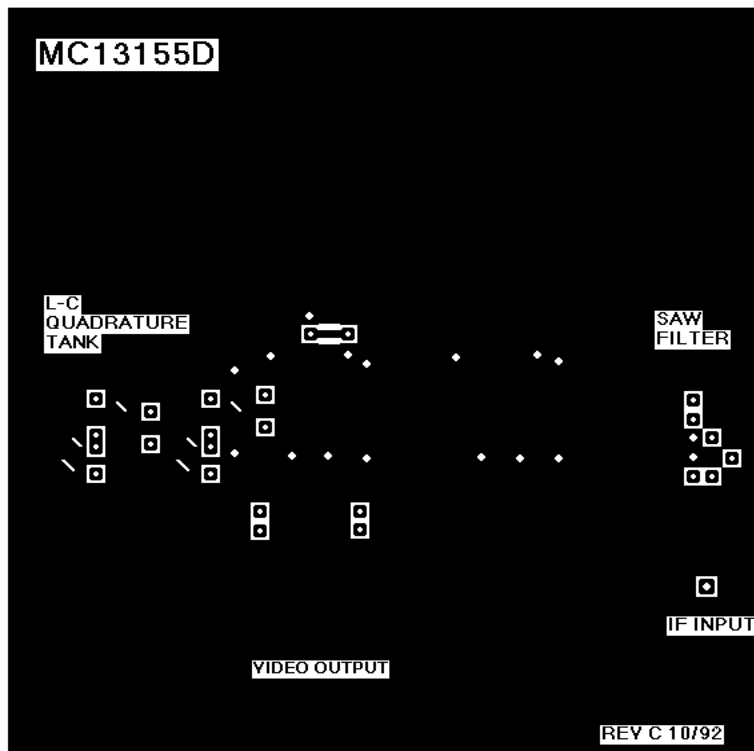 MC13155D
L-C
QUADRATURE
TANK
SAW
FILTER
IF INPUT
VIDEO OUTPUT
REV C 10/92